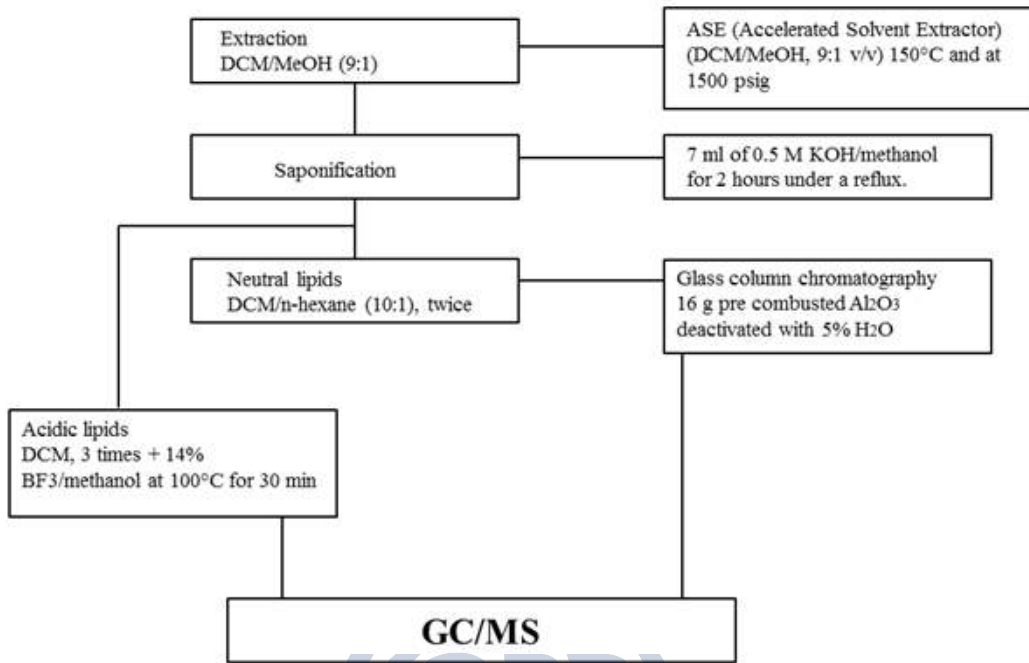 Extraction
DCM/MeOH (9:1)
ASE (Accelerated Solvent Extractor)
(DCM/MeOH, 9:1 v/v) 150°C and at
1500 psig
Saponification
7 ml of 0.5 M KOH/methanol
for 2 hours under a reflux.
Neutral lipids
DCM/n-hexane (10:1), twice
Glass column chromatography
16 g pre combusted Al2O3
deactivated with 5% H2O
Acidic lipids
DCM, 3 times + 14%
BF3/methanol at 100°C for 30 min
GC/MS